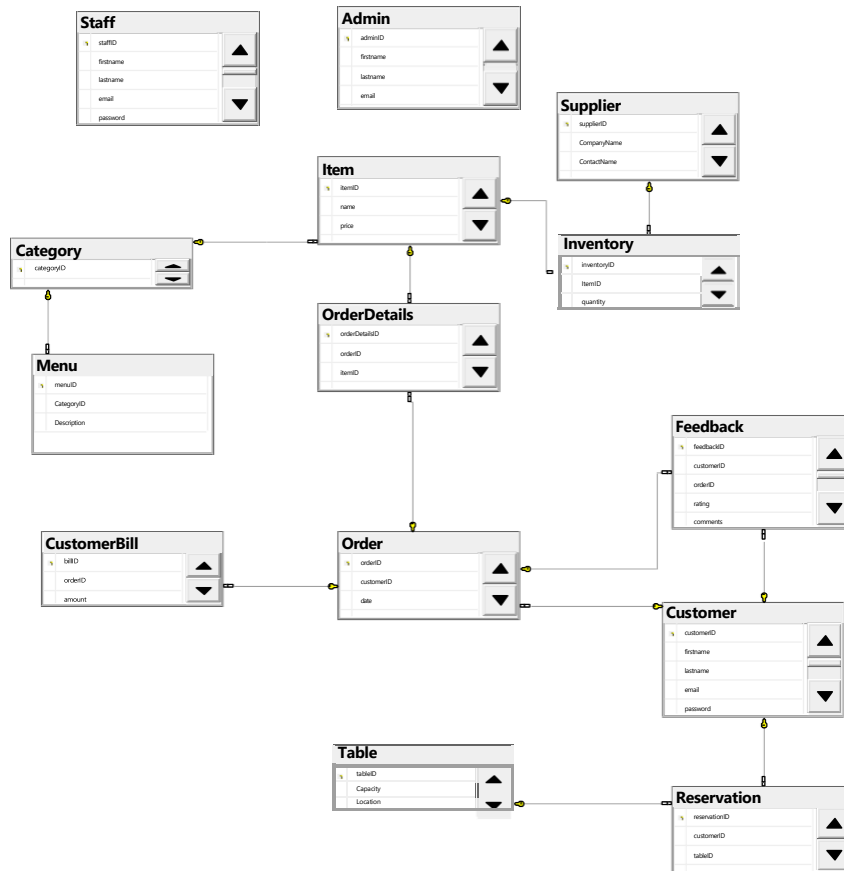 Staff
staffID
firstname
lastname
email
password
Admin
adminID
firstname
lastname
email
Supplier
supplierID
CompanyName
ContactName
Item
itemID
name
price
Category
categoryID
Inventory
inventoryID
ItemID
quantity
OrderDetails
orderDetailsID
orderID
itemID
Menu
menuID
CategoryID
Description
Feedback
feedbackID
customerID
orderID
rating
comments
CustomerBill
billID
orderID
amount
Order
orderID
customerID
date
Customer
customerID
firstname
lastname
email
password
Table
tableID
Capacity
Location
Reservation
reservationID
customerID
tableID